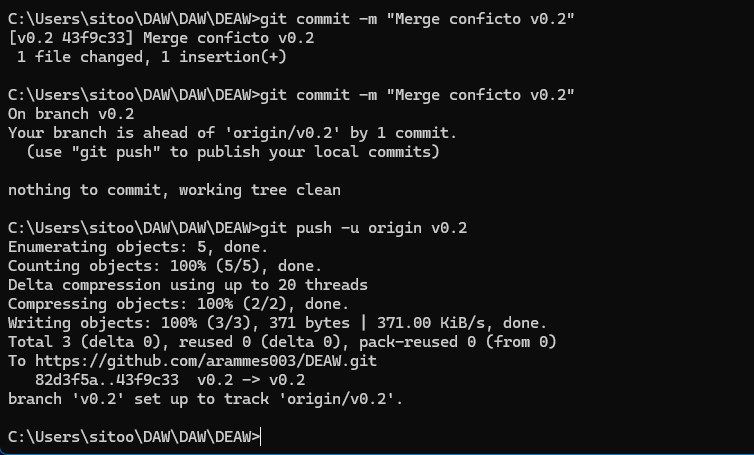 C:\Users\sitoo\DAW\DAW\DEAW>git commit -m "Merge conficto v0.2"
[v0.2 43f9c33] Merge conficto v0.2
 1 file changed, 1 insertion(+)

C:\Users\sitoo\DAW\DAW\DEAW>git commit -m "Merge conficto v0.2"
On branch v0.2
Your branch is ahead of 'origin/v0.2' by 1 commit.
  (use "git push" to publish your local commits)

nothing to commit, working tree clean

C:\Users\sitoo\DAW\DAW\DEAW>git push -u origin v0.2
Enumerating objects: 5, done.
Counting objects: 100% (5/5), done.
Delta compression using up to 20 threads
Compressing objects: 100% (2/2), done.
Writing objects: 100% (3/3), 371 bytes | 371.00 KiB/s, done.
Total 3 (delta 0), reused 0 (delta 0), pack-reused 0 (from 0)
To https://github.com/arammes003/DEAW.git
   82d3f5a..43f9c33  v0.2 -> v0.2
branch 'v0.2' set up to track 'origin/v0.2'.

C:\Users\sitoo\DAW\DAW\DEAW>